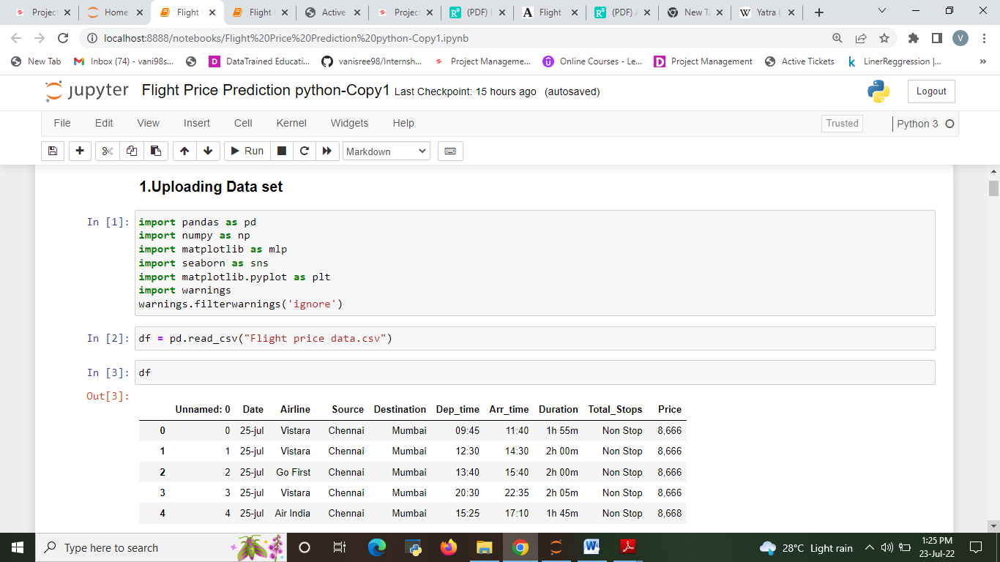 Project
Home
Flight
Flight
Active
Project
(PDF)
Flight
(PDF)
New Ta
Yatra (
localhost:8888/notebooks/Flight%20Price%20Prediction%20python-Copy1.ipynb
V
New Tab
Inbox (74) - vani98s...
DataTrained Educati...
vanisree98/Internsh...
Project Manageme...
Online Courses - Le...
Project Management
Active Tickets
LinerReggression |...
»
jupyter Flight Price Prediction python-Copy1 Last Checkpoint: 15 hours ago (autosaved)
Logout
File Edit View Insert Cell Kernel Widgets Help
Trusted
Python 3
Run
Markdown
1.Uploading Data set
In [1]: import pandas as pd
import numpy as np
import matplotlib as mlp
import seaborn as sns
import matplotlib.pyplot as plt
import warnings
warnings.filterwarnings('ignore')
In [2]: df = pd.read_csv("Flight price data.csv")
In [3]: df
Out[3]:
Unnamed: 0 Date Airline Source Destination Dep_time Arr_time Duration Total_Stops Price
0 0 25-jul Vistara Chennai Mumbai 09:45 11:40 1h 55m Non Stop 8,666
1 1 25-jul Vistara Chennai Mumbai 12:30 14:30 2h 00m Non Stop 8,666
2 2 25-jul Go First Chennai Mumbai 13:40 15:40 2h 00m Non Stop 8,666
3 3 25-jul Vistara Chennai Mumbai 20:30 22:35 2h 05m Non Stop 8,666
4 4 25-jul Air India Chennai Mumbai 15:25 17:10 1h 45m Non Stop 8,668
Type here to search
28°C Light rain
1:25 PM
23-Jul-22